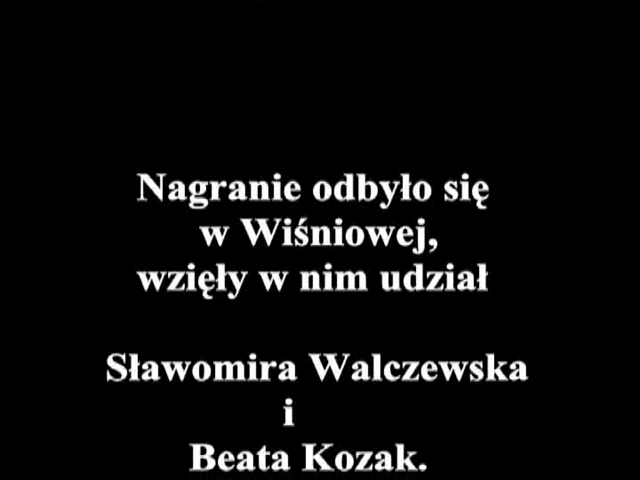 Nagranie odbyło się
w Wiśniowej,
wzięły w nim udział
Sławomira Walczewska
i
Beata Kozak.